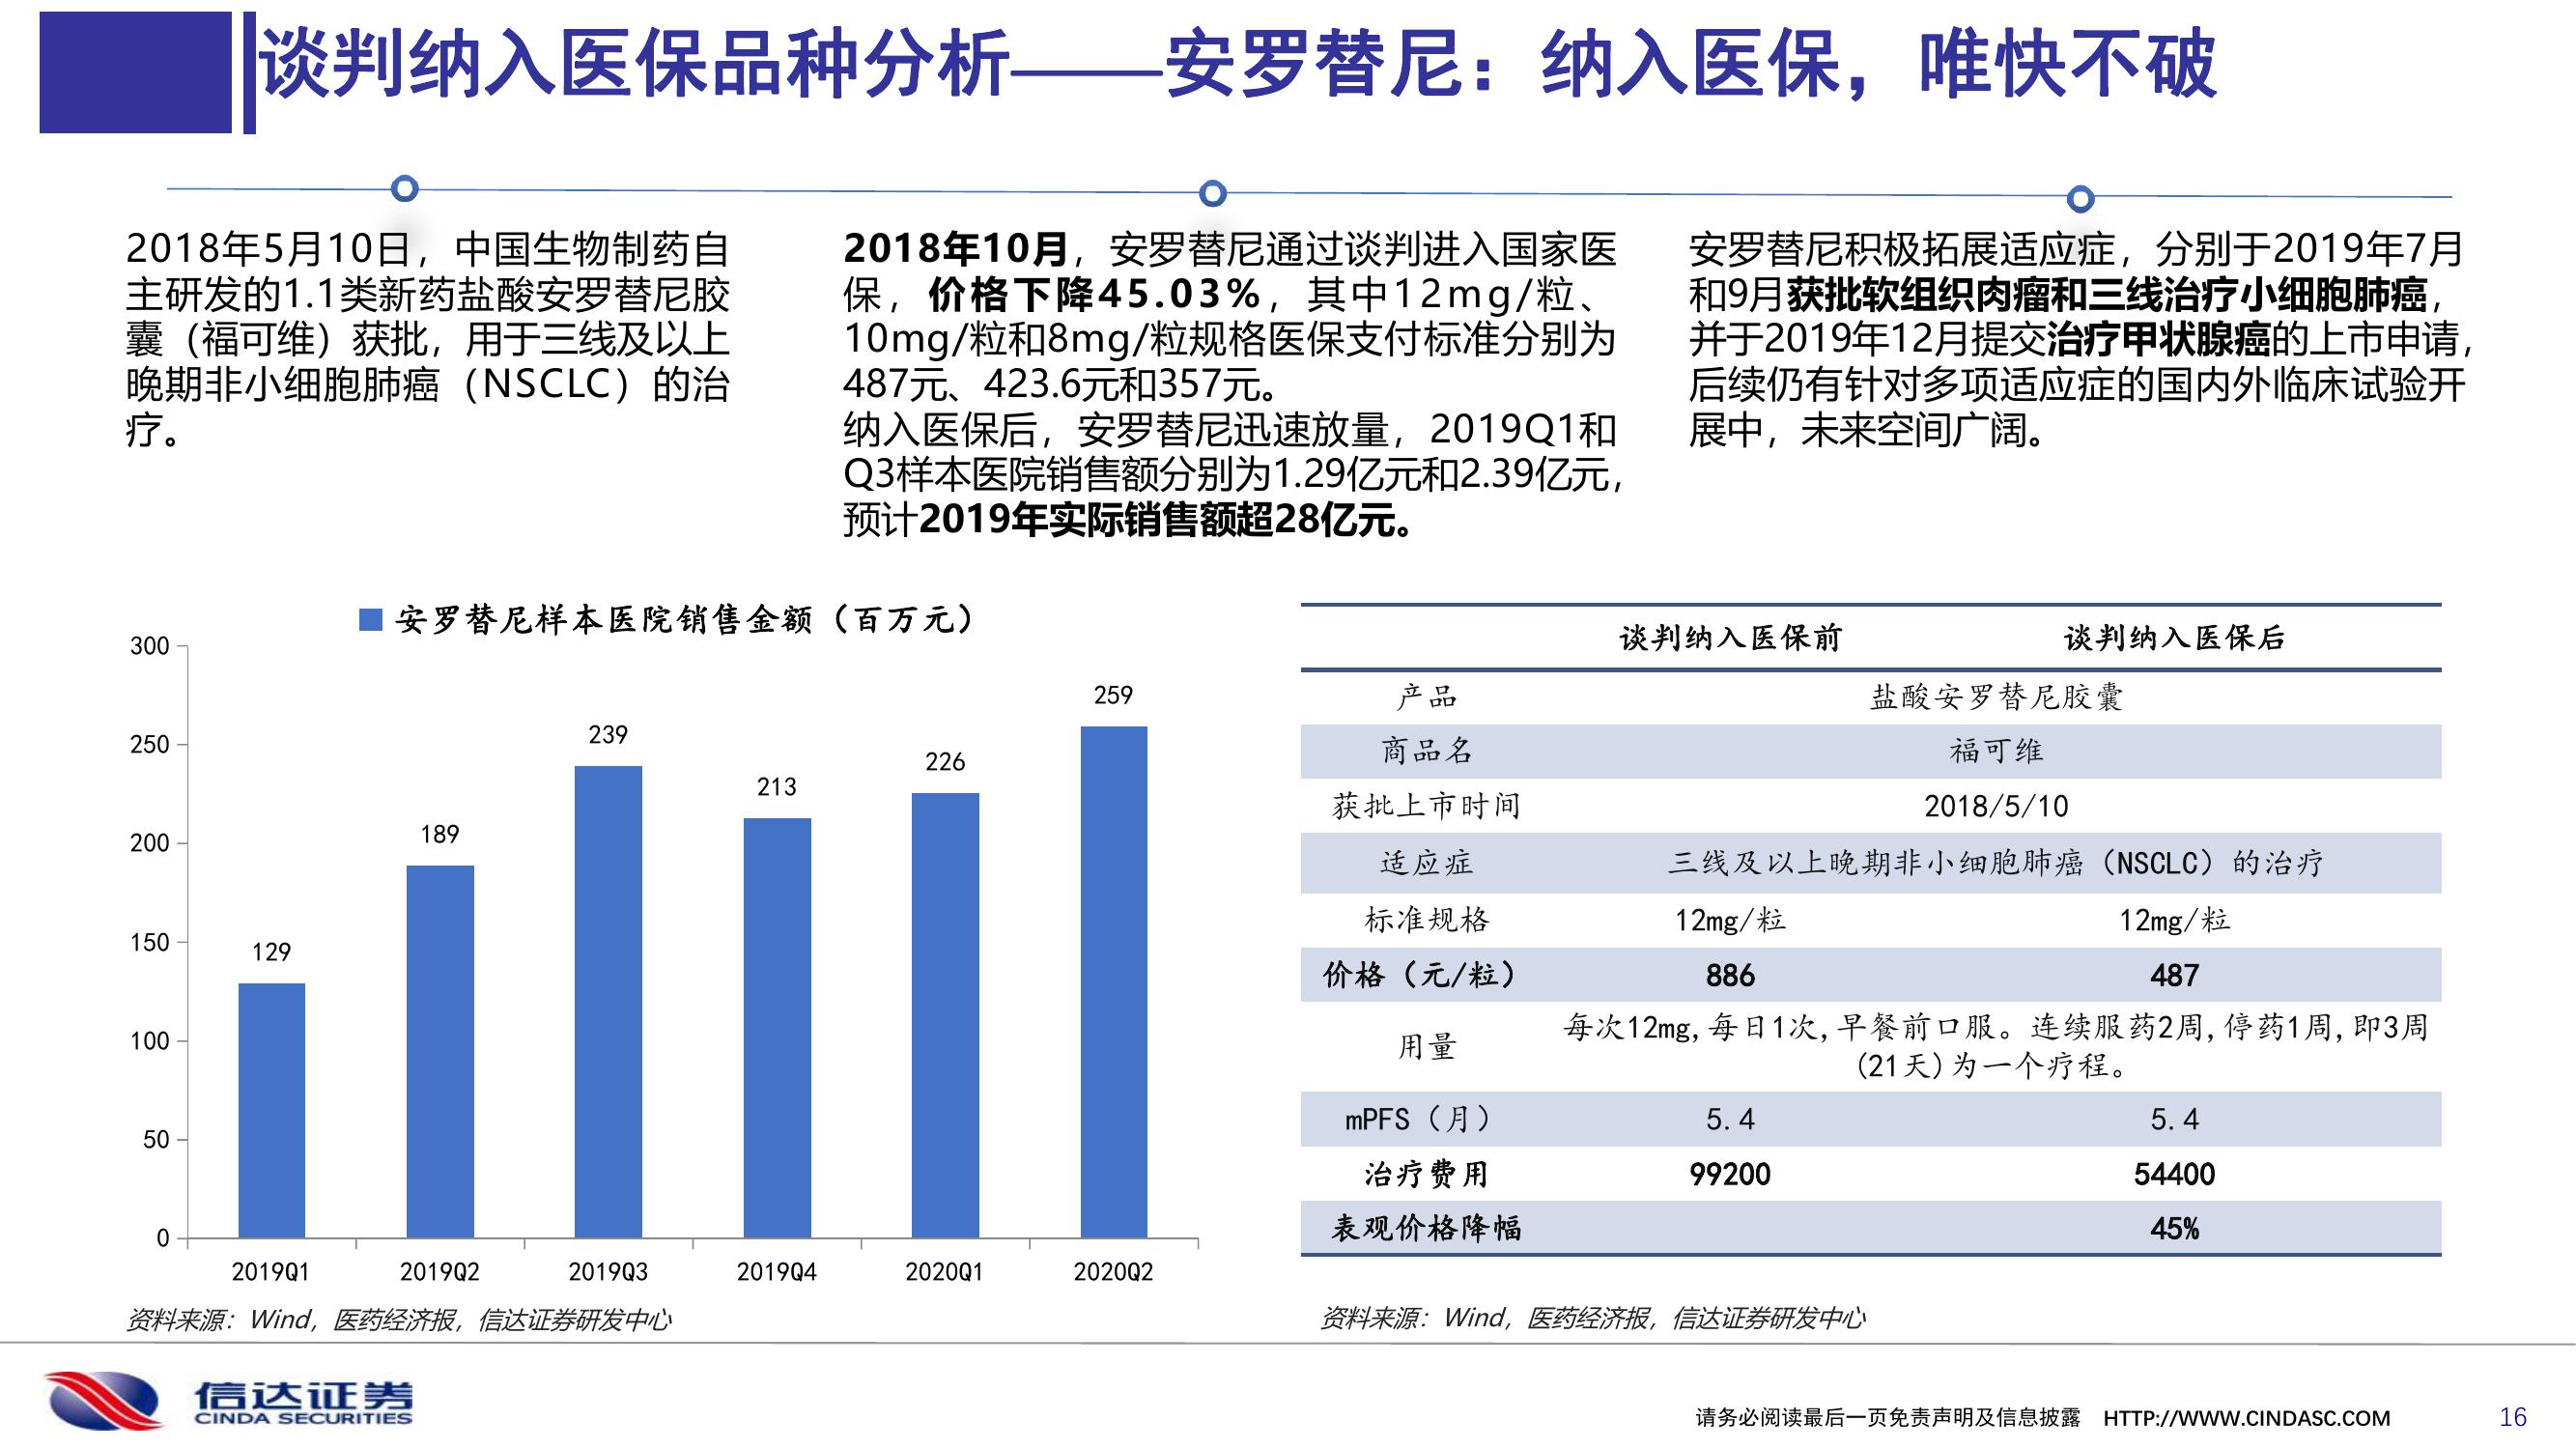 谈判纳入医保品种分析——安罗替尼：纳入医保，唯快不破
2018年5月10日，中国生物制药自
主研发的1.1类新药盐酸安罗替尼胶
囊（福可维）获批，用于三线及以上
晚期非小细胞肺癌（NSCLC）的治
疗。
2018年10月，安罗替尼通过谈判进入国家医
保，价格下降45.03%，其中12mg/粒、
10mg/粒和8mg/粒规格医保支付标准分别为
487元、423.6元和357元。
纳入医保后，安罗替尼迅速放量，2019Q1和
Q3样本医院销售额分别为1.29亿元和2.39亿元，
预计2019年实际销售额超28亿元。
安罗替尼积极拓展适应症，分别于2019年7月
和9月获批软组织肉瘤和三线治疗小细胞肺癌，
并于2019年12月提交治疗甲状腺癌的上市申请，
后续仍有针对多项适应症的国内外临床试验开
展中，未来空间广阔。
安罗替尼样本医院销售金额（百万元）
300
250
200
150
100
50
0
129
189
239
213
226
259
2019Q1 2019Q2 2019Q3 2019Q4 2020Q1 2020Q2
资料来源：Wind，医药经济报，信达证券研发中心
谈判纳入医保前 谈判纳入医保后
产品 盐酸安罗替尼胶囊
商品名 福可维
获批上市时间 2018/5/10
适应症 三线及以上晚期非小细胞肺癌（NSCLC）的治疗
标准规格 12mg/粒 12mg/粒
价格（元/粒） 886 487
用量 每次12mg,每日1次,早餐前口服。连续服药2周,停药1周,即3周
(21天)为一个疗程。
mPFS（月） 5.4 5.4
治疗费用 99200 54400
表观价格降幅 45%
资料来源：Wind，医药经济报，信达证券研发中心
信达证券
CINDA SECURITIES
请务必阅读最后一页免责声明及信息披露 HTTP://WWW.CINDASC.COM 16